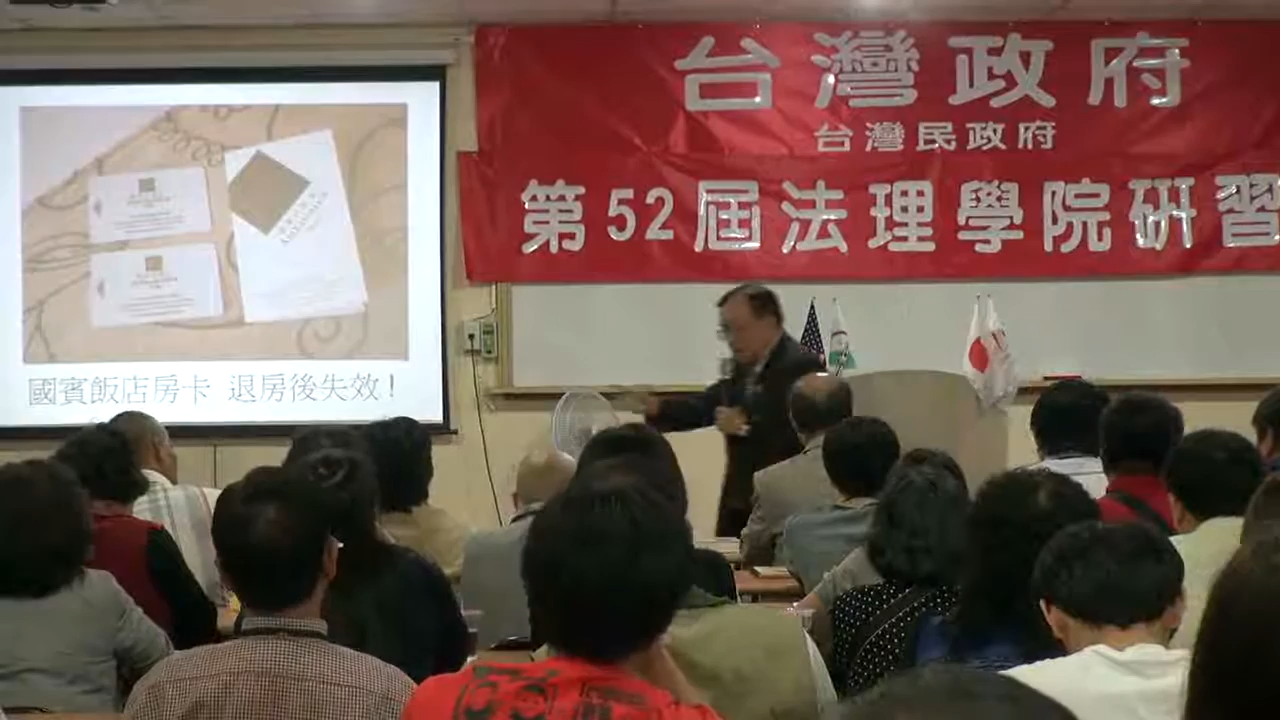 台灣政府
台灣民政府
第52屆法理學院研習
國賓飯店房卡 退房後失效!